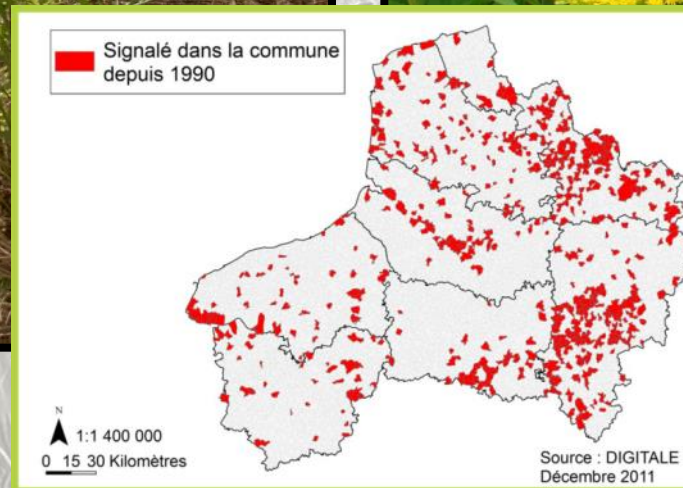 Signalé dans la commune
depuis 1990
N
1:1 400 000
0 15 30 Kilomètres
Source : DIGITALE
Décembre 2011